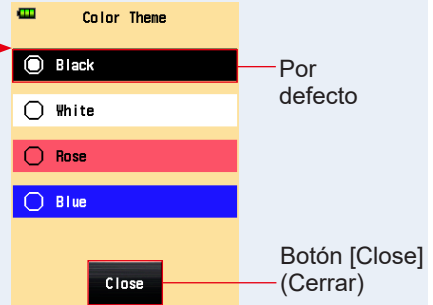 Color Theme
Black
Por
defecto
White
Rose
Blue
Botón [Close]
(Cerrar)
Close